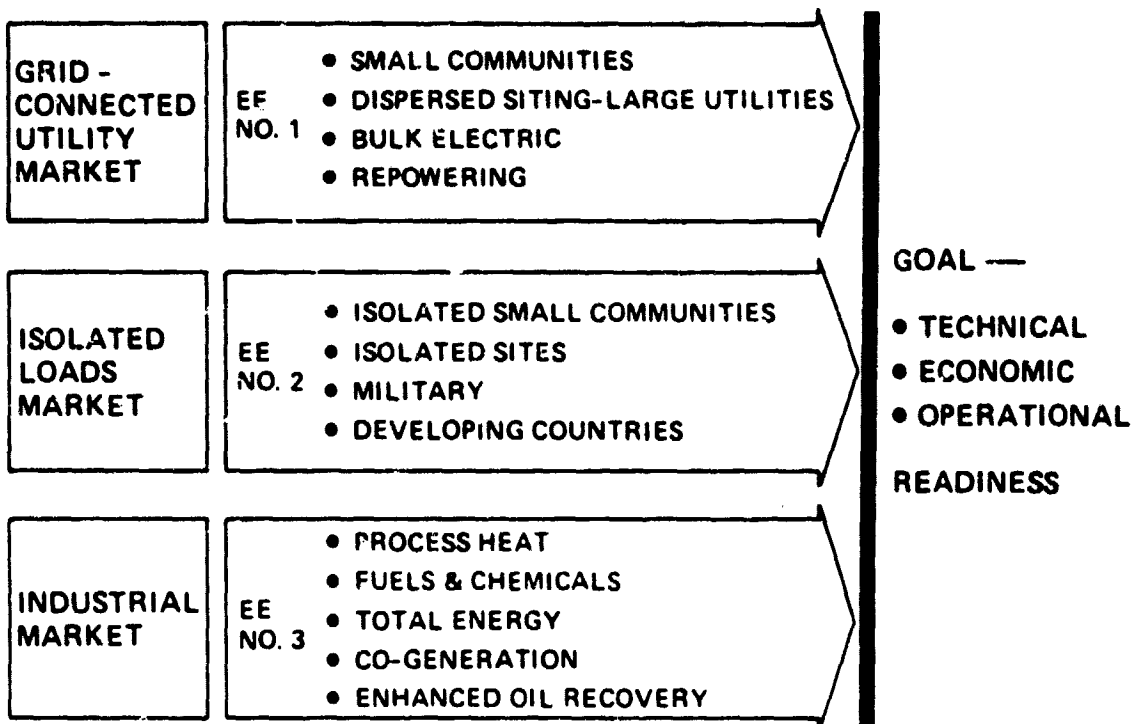 GRID -
CONNECTED
UTILITY
MARKET
EE
NO. 1
● SMALL COMMUNITIES
● DISPERSED SITING-LARGE UTILITIES
● BULK ELECTRIC
● REPOWERING
ISOLATED
LOADS
MARKET
EE
NO. 2
● ISOLATED SMALL COMMUNITIES
● ISOLATED SITES
● MILITARY
● DEVELOPING COUNTRIES
INDUSTRIAL
MARKET
EE
NO. 3
● PROCESS HEAT
● FUELS & CHEMICALS
● TOTAL ENERGY
● CO-GENERATION
● ENHANCED OIL RECOVERY
GOAL —
● TECHNICAL
● ECONOMIC
● OPERATIONAL
READINESS